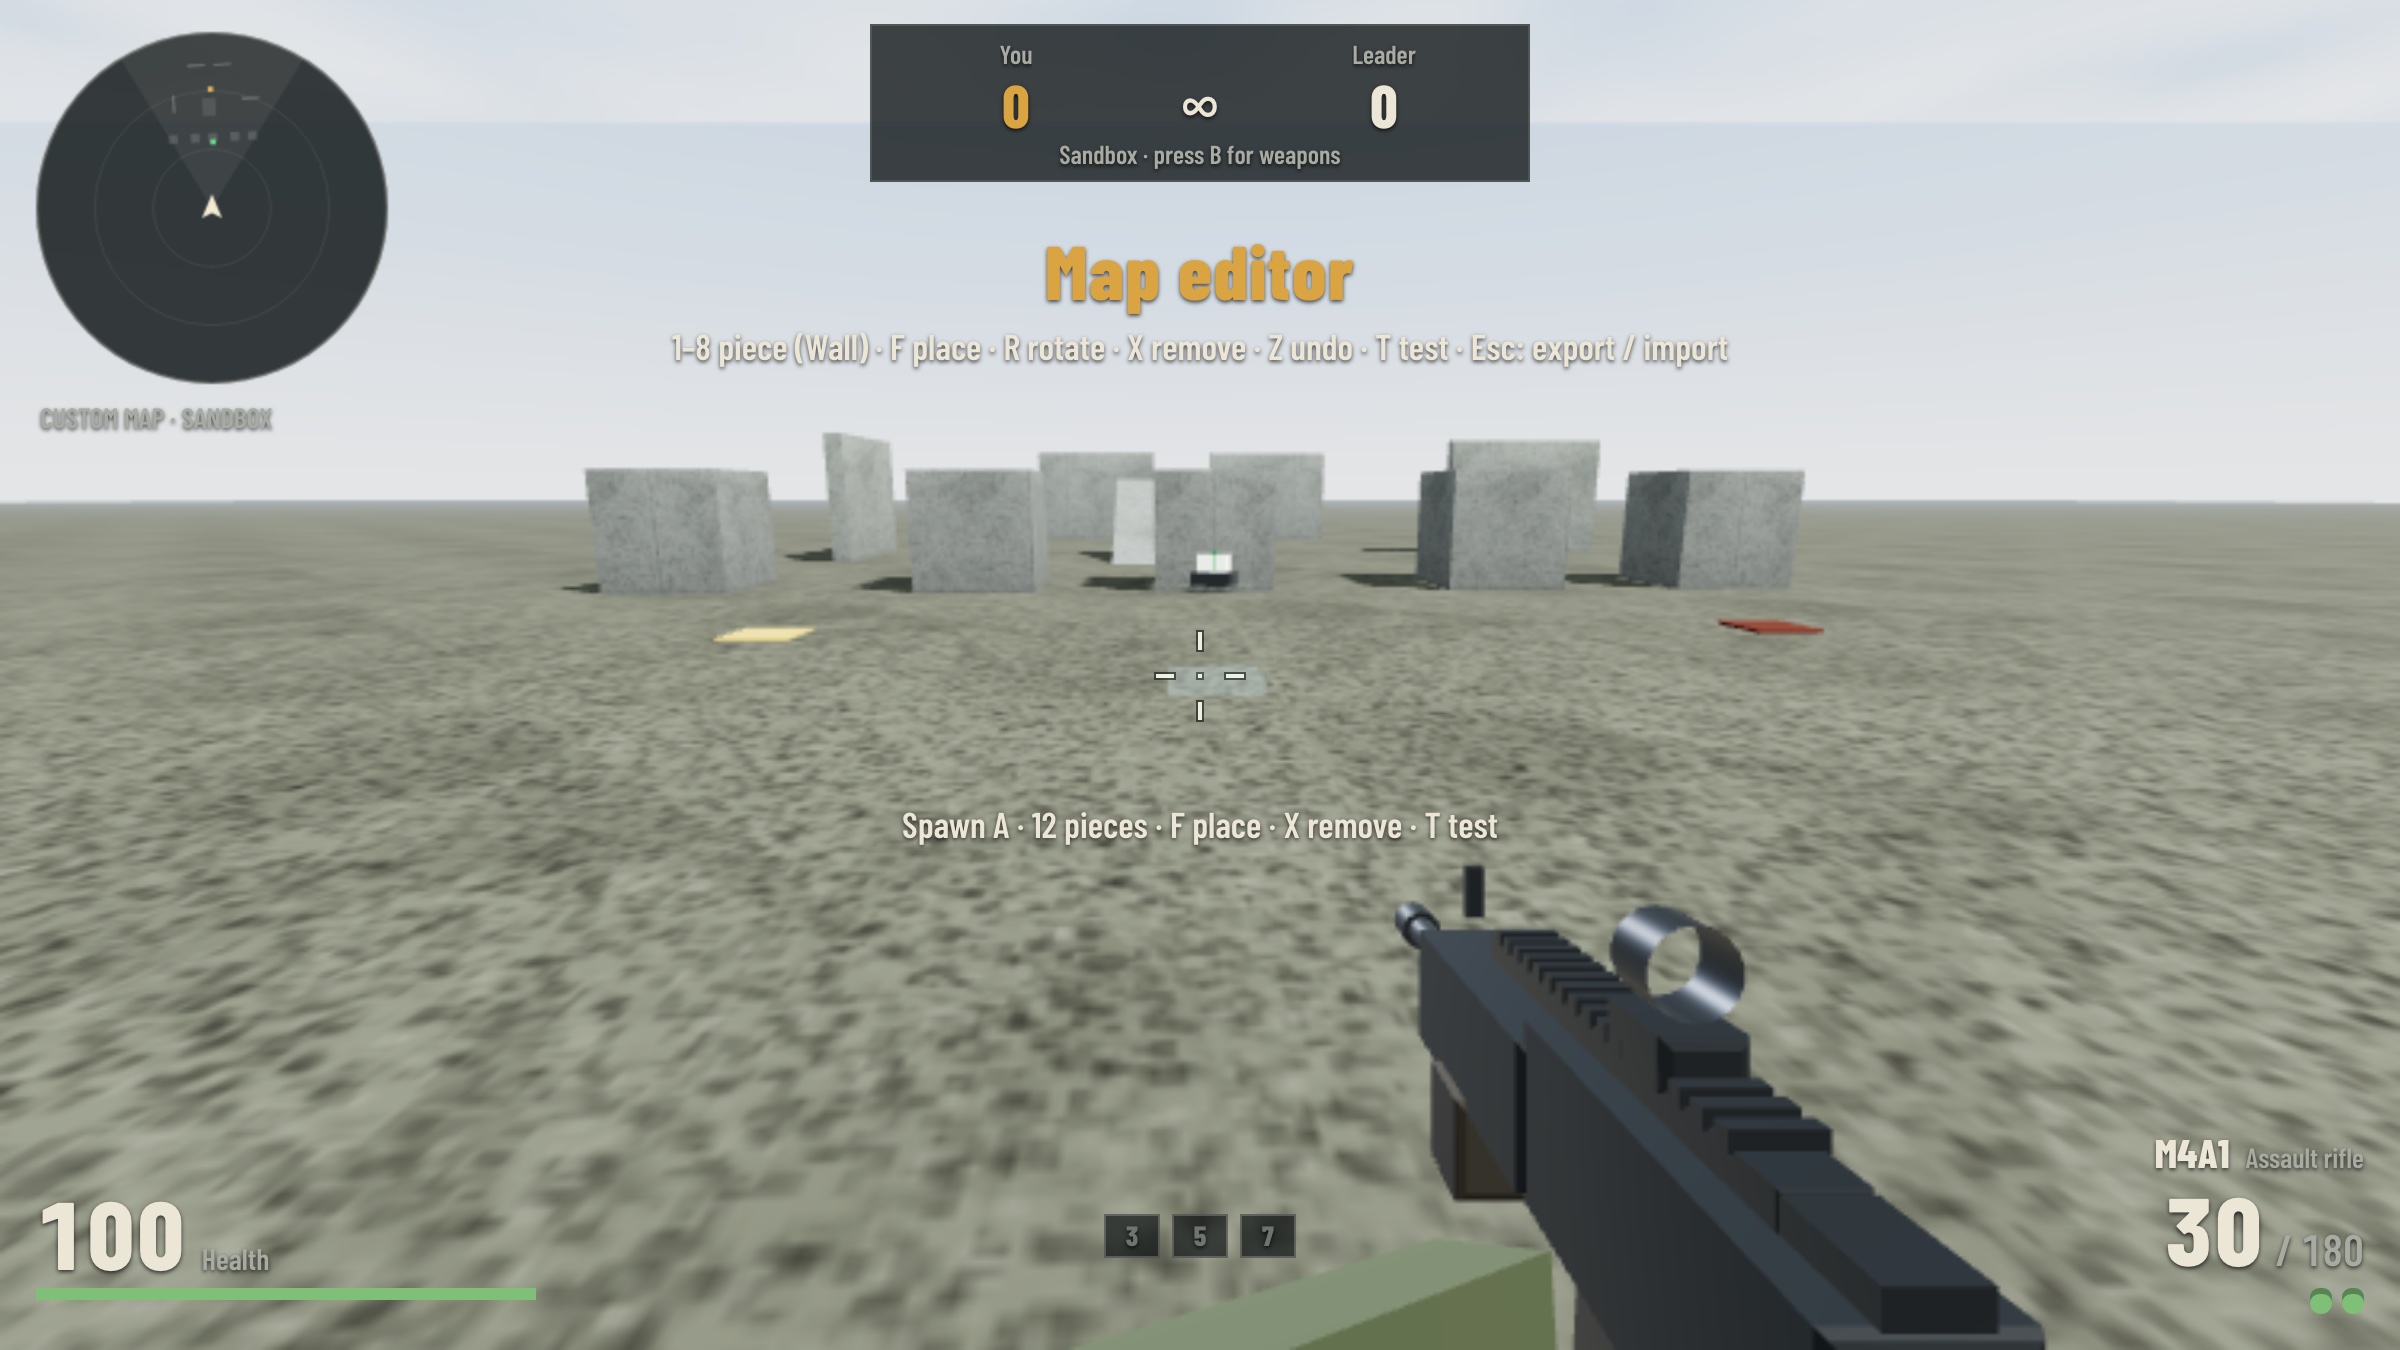 You
Leader
0
∞
0
Sandbox · press B for weapons
Map editor
1–8 piece (Wall) · F place · R rotate · X remove · Z undo · T test · Esc: export / import
CUSTOM MAP · SANDBOX
Spawn A · 12 pieces · F place · X remove · T test
M4A1 Assault rifle
100 Health
3 5 7
30 / 180